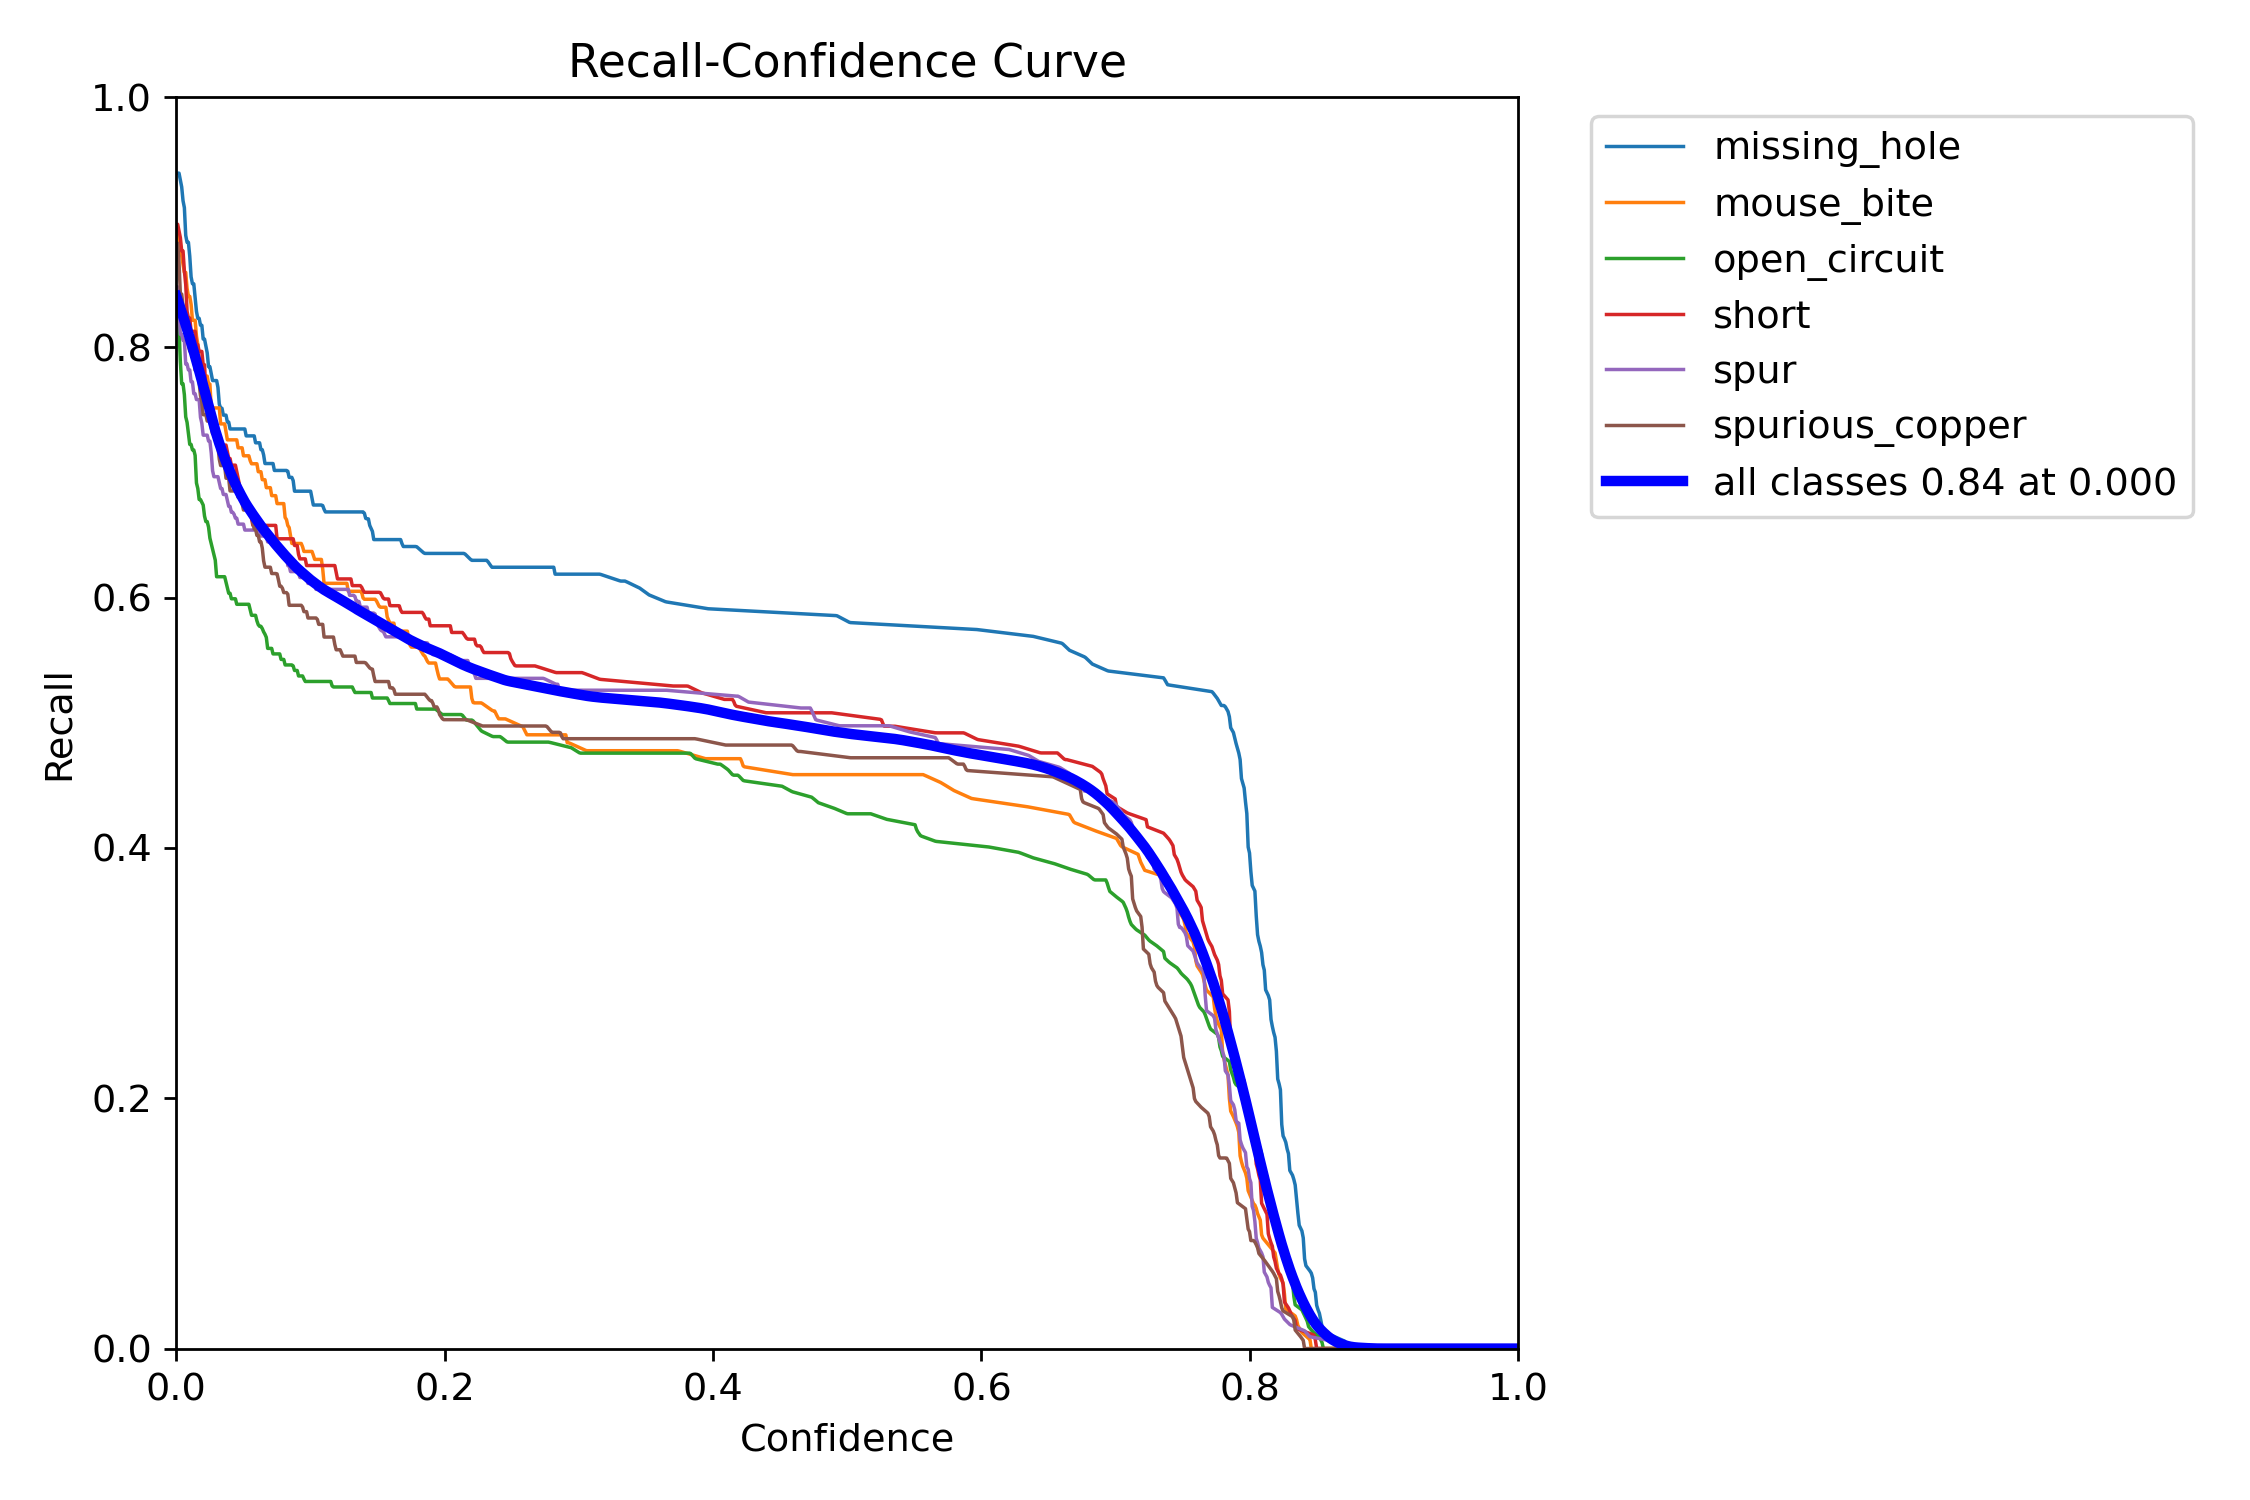 Recall-Confidence Curve
1.0
0.8
0.6
0.4
0.2
0.0
Recall
0.0 0.2 0.4 0.6 0.8 1.0
Confidence
missing_hole
mouse_bite
open_circuit
short
spur
spurious_copper
all classes 0.84 at 0.000